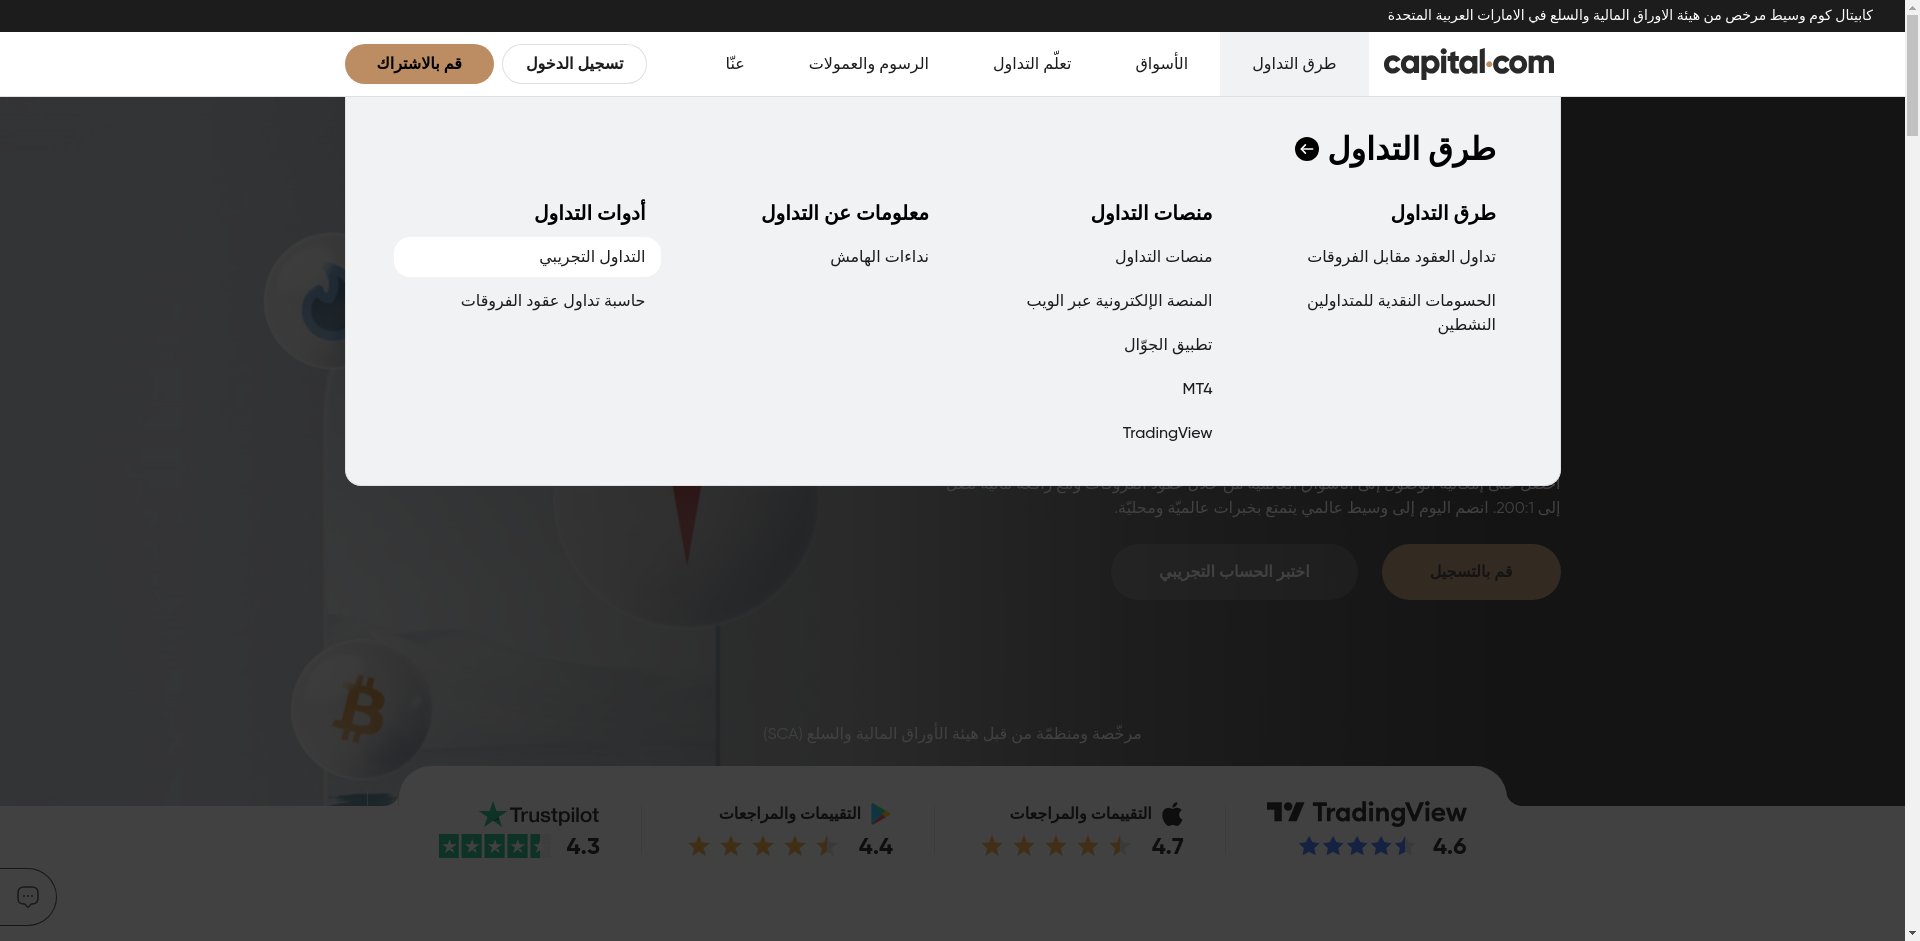 كابيتال كوم وسيط مرخص من هيئة الاوراق المالية والسلع في الامارات العربية المتحدة
capital.com
طرق التداول
الأسواق
تعلّم التداول
الرسوم والعمولات
عنّا
تسجيل الدخول
قم بالاشتراك
طرق التداول
طرق التداول
تداول العقود مقابل الفروقات
الحسومات النقدية للمتداولين
النشطين
منصات التداول
منصات التداول
المنصة الإلكترونية عبر الويب
تطبيق الجوّال
MT4
TradingView
معلومات عن التداول
نداءات الهامش
أدوات التداول
التداول التجريبي
حاسبة تداول عقود الفروقات
إلى 200:1. انضم اليوم إلى وسيط عالمي يتمتع بخبرات عالميّة ومحليّة.
قم بالتسجيل
اختبر الحساب التجريبي
مرخّصة ومنظمّة من قبل هيئة الأوراق المالية والسلع (SCA)
TradingView
4.6
التقييمات والمراجعات
4.7
التقييمات والمراجعات
4.4
Trustpilot
4.3